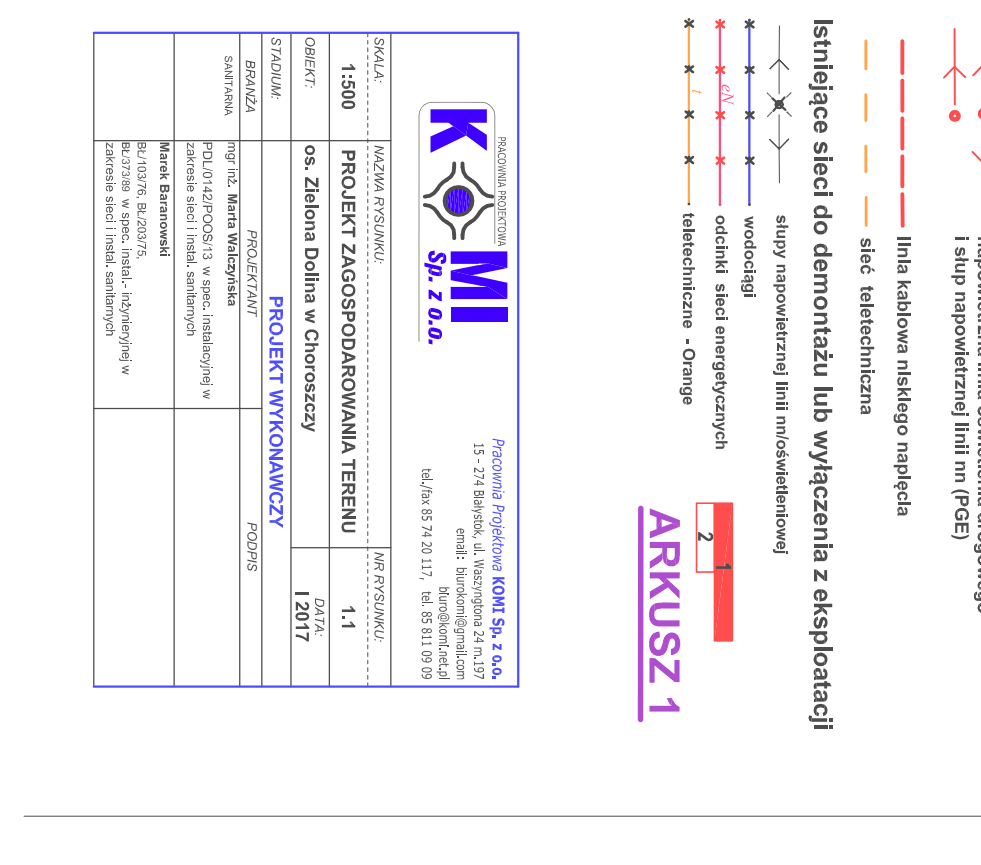 i słup napowietrznej linii nn (PGE)
linia kablowa niskiego napięcia
sieć teletechniczna
Istniejące sieci do demontażu lub wyłączenia z eksploatacji
słupy napowietrznej linii nn/oświetleniowej
wodociągi
eN
odcinki sieci energetycznych
t
teletechniczne - Orange
1
2
ARKUSZ 1
PRACOWNIA PROJEKTOWA
KOMI
Sp. z o.o.
Pracownia Projektowa KOMI Sp. z o.o.
15 - 274 Białystok, ul. Waszyngtona 24 m.197
email: biurokomi@gmail.com
biuro@komi.net.pl
tel./fax 85 74 20 117, tel. 85 811 09 09
SKALA: NAZWA RYSUNKU: NR RYSUNKU:
1:500 PROJEKT ZAGOSPODAROWANIA TERENU 1.1
OBIEKT: os. Zielona Dolina w Choroszczy DATA:
I 2017
STADIUM: PROJEKT WYKONAWCZY
BRANŻA PROJEKTANT PODPIS
SANITARNA mgr inż. Marta Walczyńska
PDL/0142/POOS/13 w spec. instalacyjnej w
zakresie sieci i instal. sanitarnych
Marek Baranowski
BŁ/103/76, BŁ/203/75,
BŁ/373/89 w spec. instal.- inżynieryjnej w
zakresie sieci i instal. sanitarnych